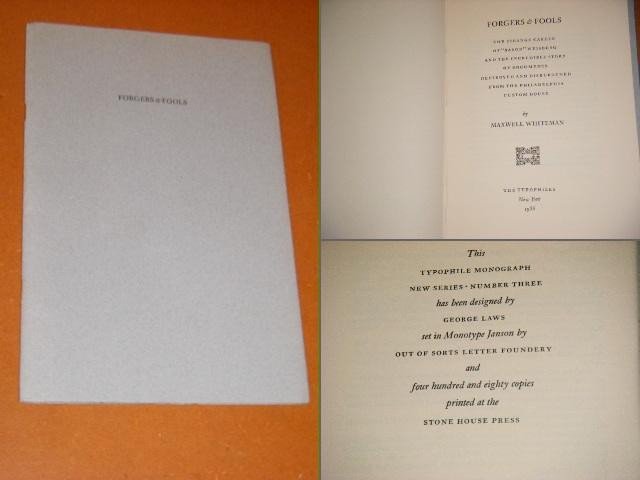 FORGERS & FOOLS
FORGERS & FOOLS
THE STRANGE CAREER
OF "BARON" WEISBERG
AND THE INCREDIBLE STORY
OF DOCUMENTS
DESTROYED AND DISBURSED
FROM THE PHILADELPHIA
CUSTOM HOUSE
by
MAXWELL WHITEMAN
THE TYPOPHILES
New York
1986
This
TYPOPHILE MONOGRAPH
NEW SERIES · NUMBER THREE
has been designed by
GEORGE LAWS
set in Monotype Janson by
OUT OF SORTS LETTER FOUNDERY
and
four hundred and eighty copies
printed at the
STONE HOUSE PRESS